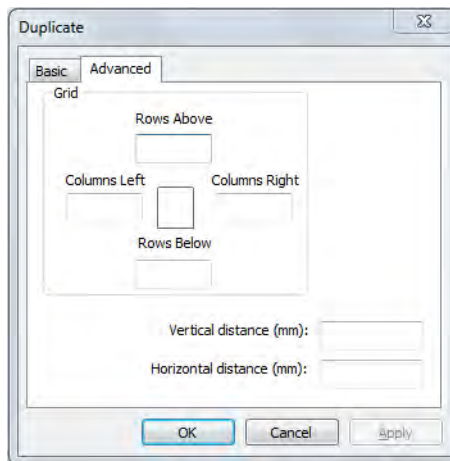 Duplicate
Basic Advanced
Grid
Rows Above
Columns Left Columns Right
Rows Below
Vertical distance (mm):
Horizontal distance (mm):
OK Cancel Apply